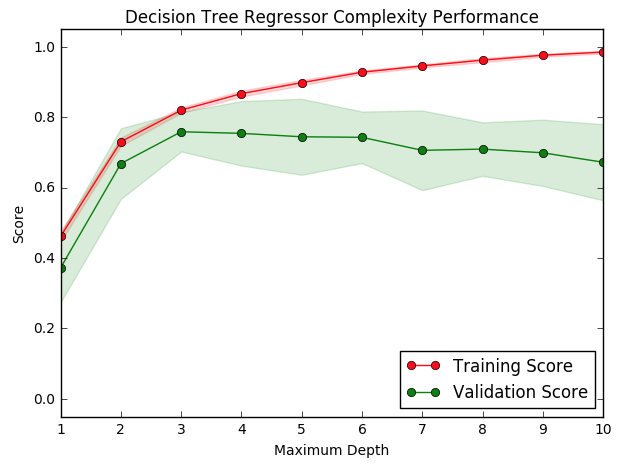 Decision Tree Regressor Complexity Performance
1.0
0.8
0.6
0.4
0.2
0.0
Score
1 2 3 4 5 6 7 8 9 10
Maximum Depth
Training Score
Validation Score